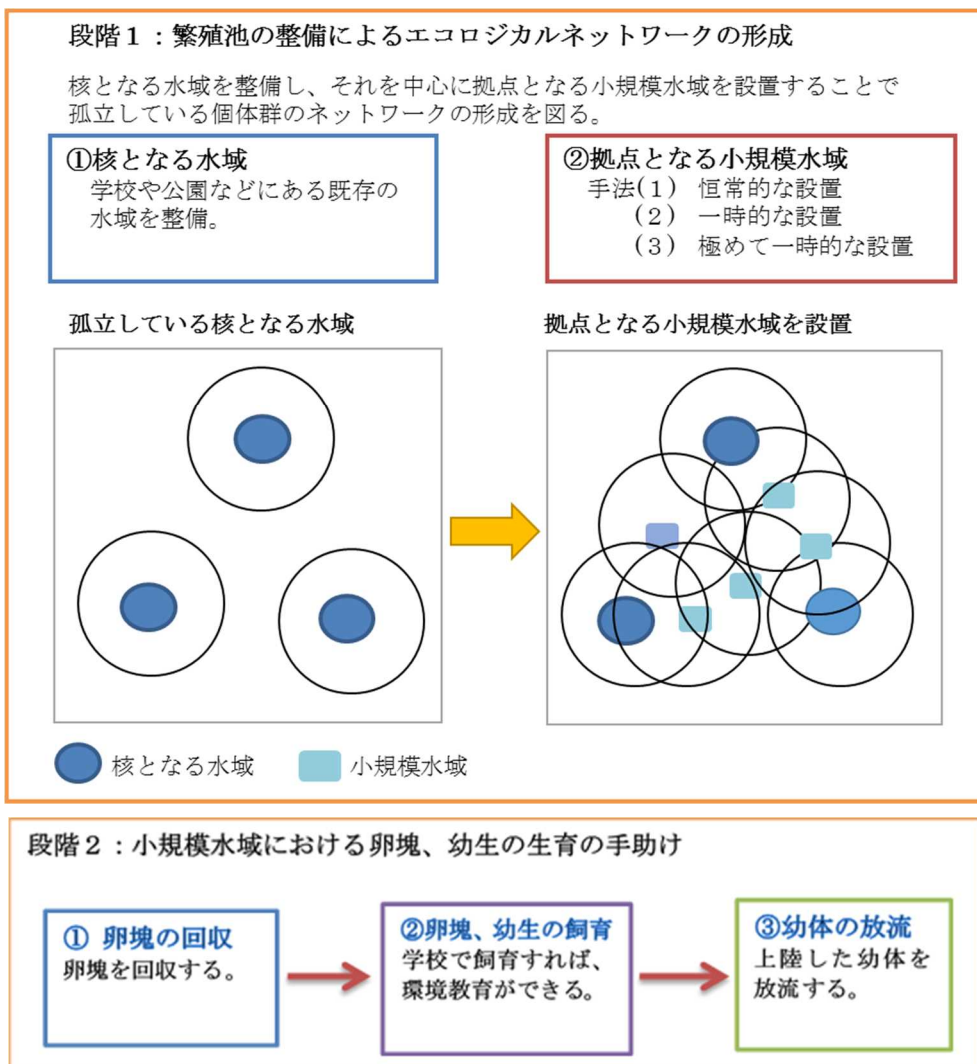 段階１：繁殖池の整備によるエコロジカルネットワークの形成
核となる水域を整備し、それを中心に拠点となる小規模水域を設置することで
孤立している個体群のネットワークの形成を図る。
①核となる水域
学校や公園などにある既存の
水域を整備。
②拠点となる小規模水域
手法(１) 恒常的な設置
(２) 一時的な設置
(３) 極めて一時的な設置
孤立している核となる水域
拠点となる小規模水域を設置
核となる水域
小規模水域
段階２：小規模水域における卵塊、幼生の生育の手助け
① 卵塊の回収
卵塊を回収する。
②卵塊、幼生の飼育
学校で飼育すれば、
環境教育ができる。
③幼体の放流
上陸した幼体を
放流する。